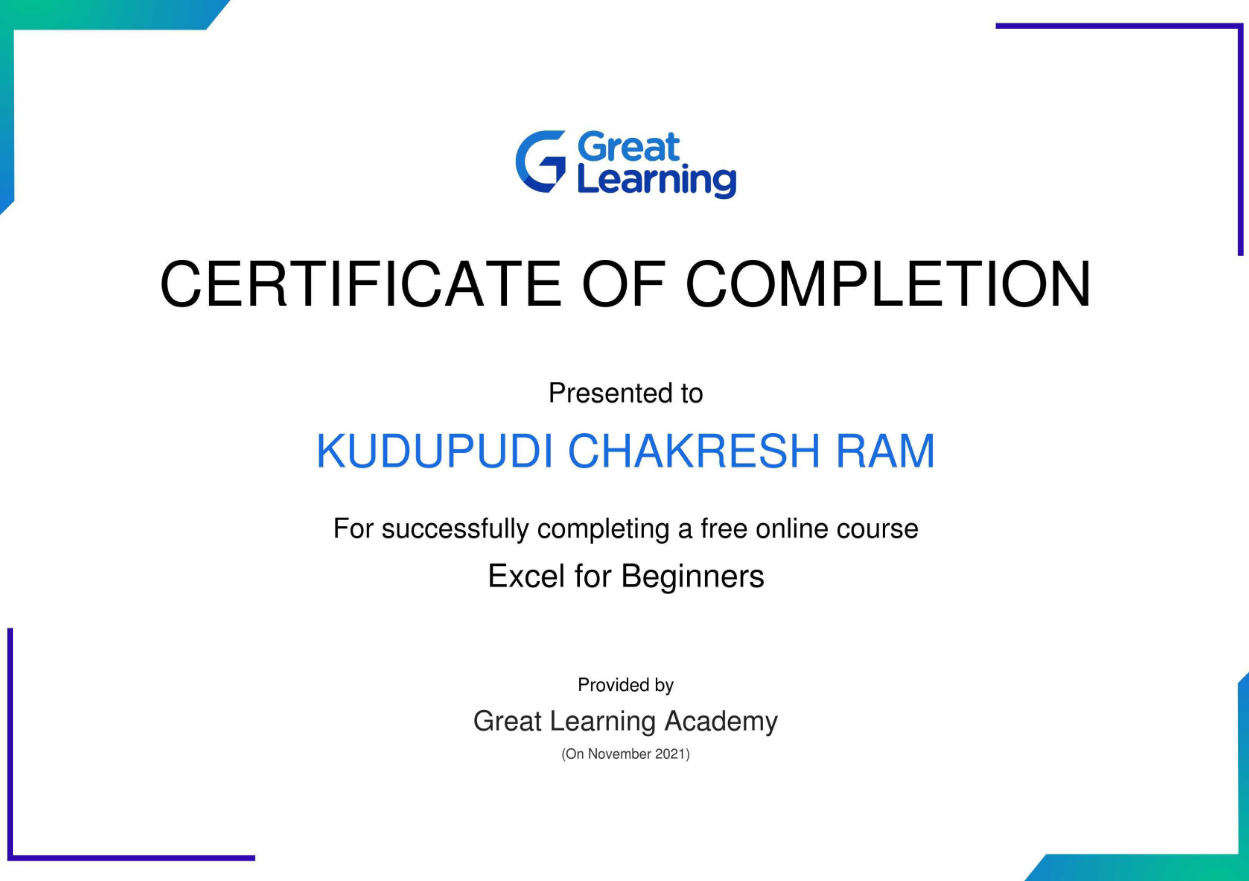 Great
Learning
CERTIFICATE OF COMPLETION
Presented to
KUDUPUDI CHAKRESH RAM
For successfully completing a free online course
Excel for Beginners
Provided by
Great Learning Academy
(On November 2021)